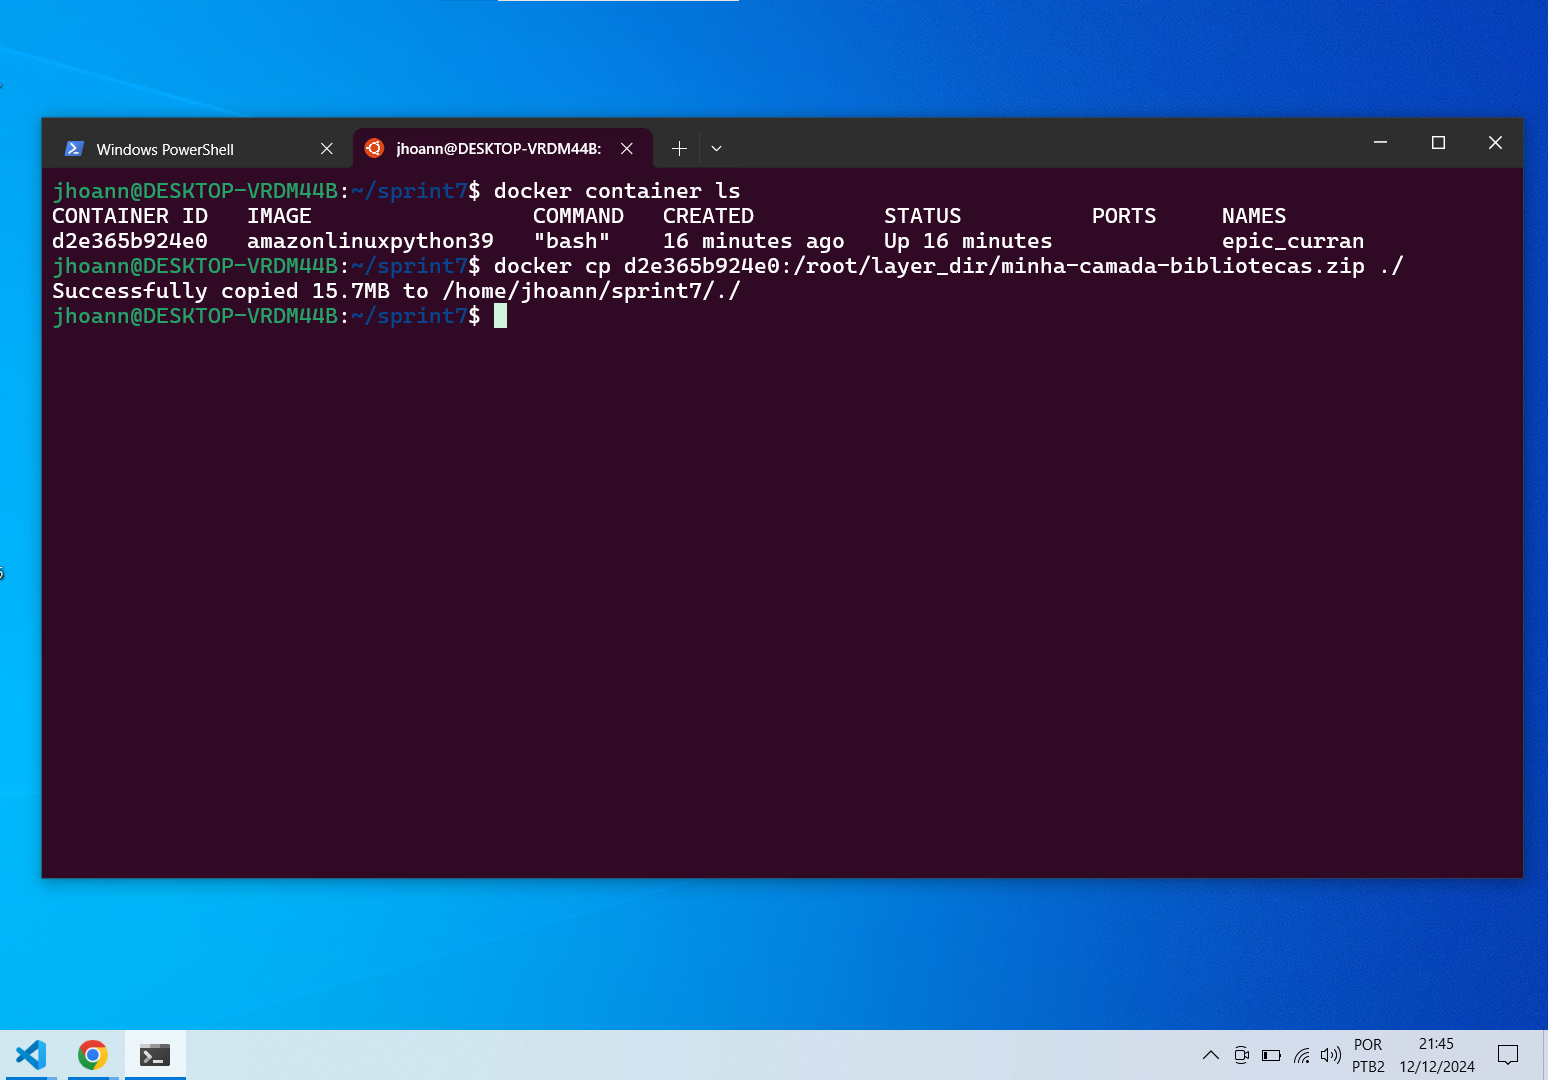 Windows PowerShell
jhoann@DESKTOP-VRDM44B:
jhoann@DESKTOP-VRDM44B:~/sprint7$ docker container ls
CONTAINER ID   IMAGE                 COMMAND   CREATED          STATUS          PORTS     NAMES
d2e365b924e0   amazonlinuxpython39   "bash"    16 minutes ago   Up 16 minutes             epic_curran
jhoann@DESKTOP-VRDM44B:~/sprint7$ docker cp d2e365b924e0:/root/layer_dir/minha-camada-bibliotecas.zip ./
Successfully copied 15.7MB to /home/jhoann/sprint7/./
jhoann@DESKTOP-VRDM44B:~/sprint7$
POR
PTB2
21:45
12/12/2024